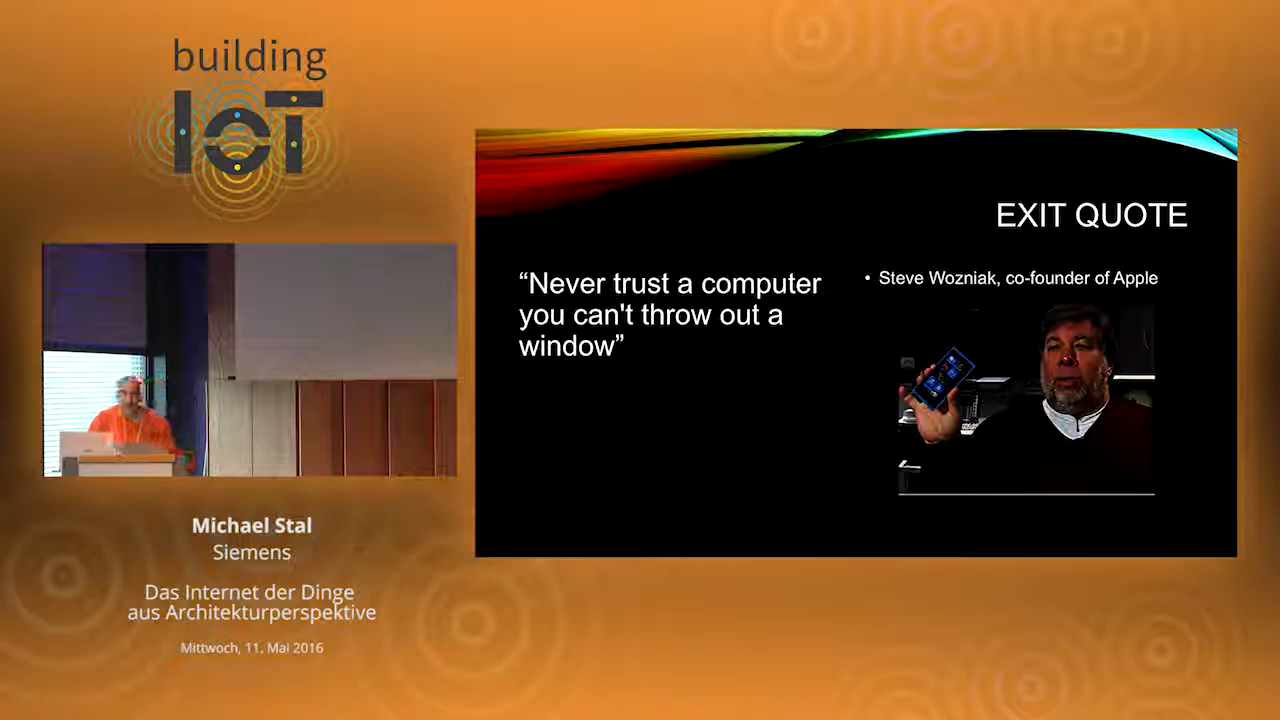 building
IoT
EXIT QUOTE
“Never trust a computer
you can't throw out a
window”
• Steve Wozniak, co-founder of Apple
Michael Stal
Siemens
Das Internet der Dinge
aus Architekturperspektive
Mittwoch, 11. Mai 2016